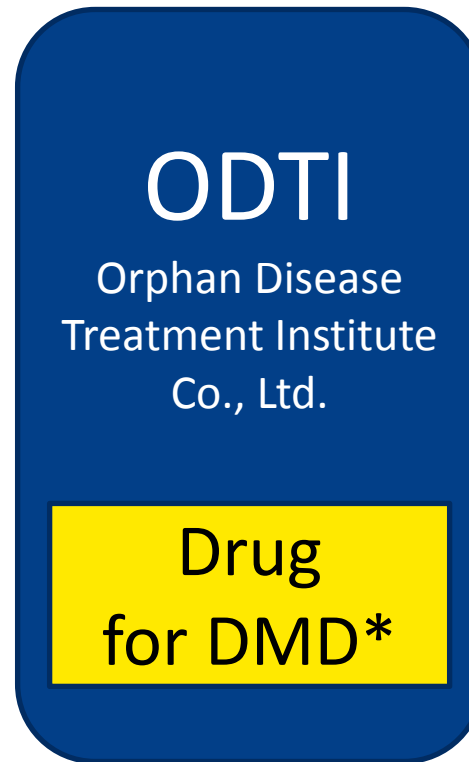 ODTI
Orphan Disease
Treatment Institute
Co., Ltd.
Drug
for DMD*